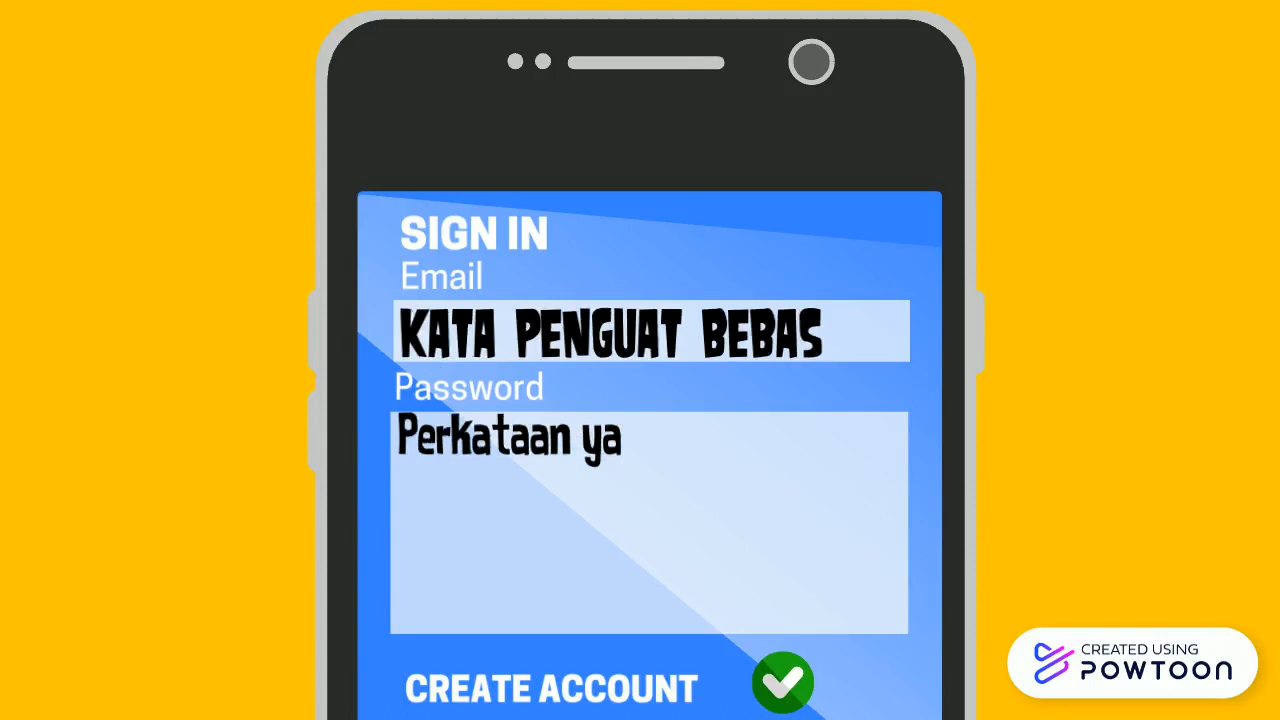 SIGN IN
Email
KATA PENGUAT BEBAS
Password
Perkataan ya
CREATE ACCOUNT
CREATED USING
POWTOON